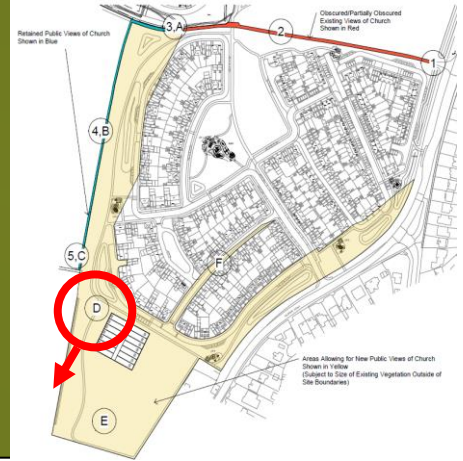 Obscured/Partially Obscured
Existing Views of Church
Shown in Red
3,A
2
1
Retained Public Views of Church
Shown in Blue
4,B
5,C
F
D
Areas Allowing for New Public Views of Church
Shown in Yellow
(Subject to Size of Existing Vegetation Outside of
Site Boundaries)
E